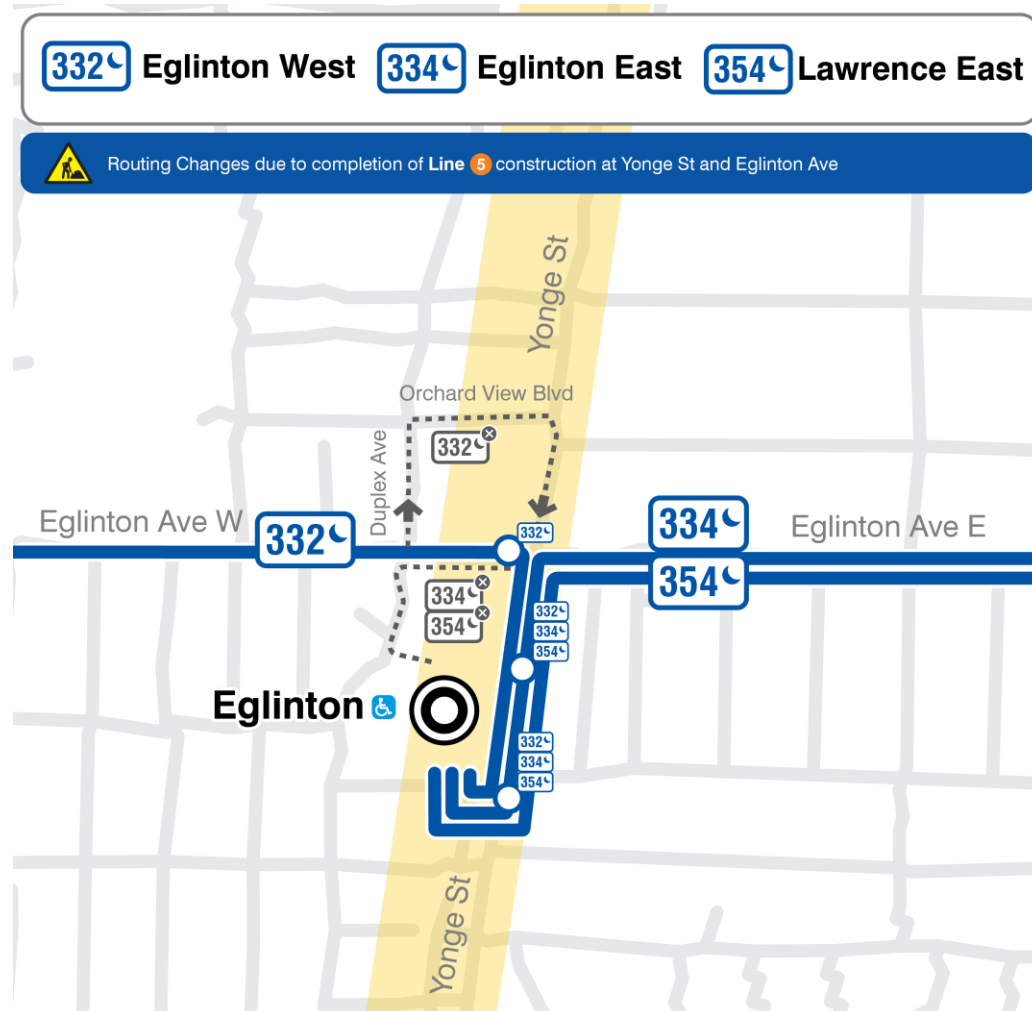 332 Eglinton West 334 Eglinton East 354 Lawrence East
Routing Changes due to completion of Line 5 construction at Yonge St and Eglinton Ave
Yonge St
Orchard View Blvd
332
Duplex Ave
Eglinton Ave W
332
332
334
Eglinton Ave E
354
334
354
332
334
354
Eglinton
332
334
354
Yonge St